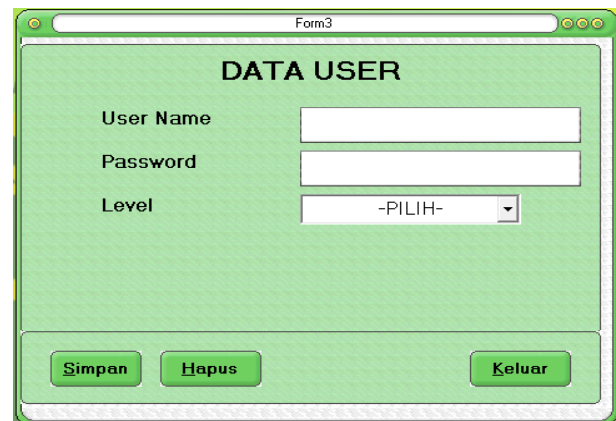 Form3
DATA USER
User Name
Password
Level
-PILIH-
Simpan Hapus Keluar